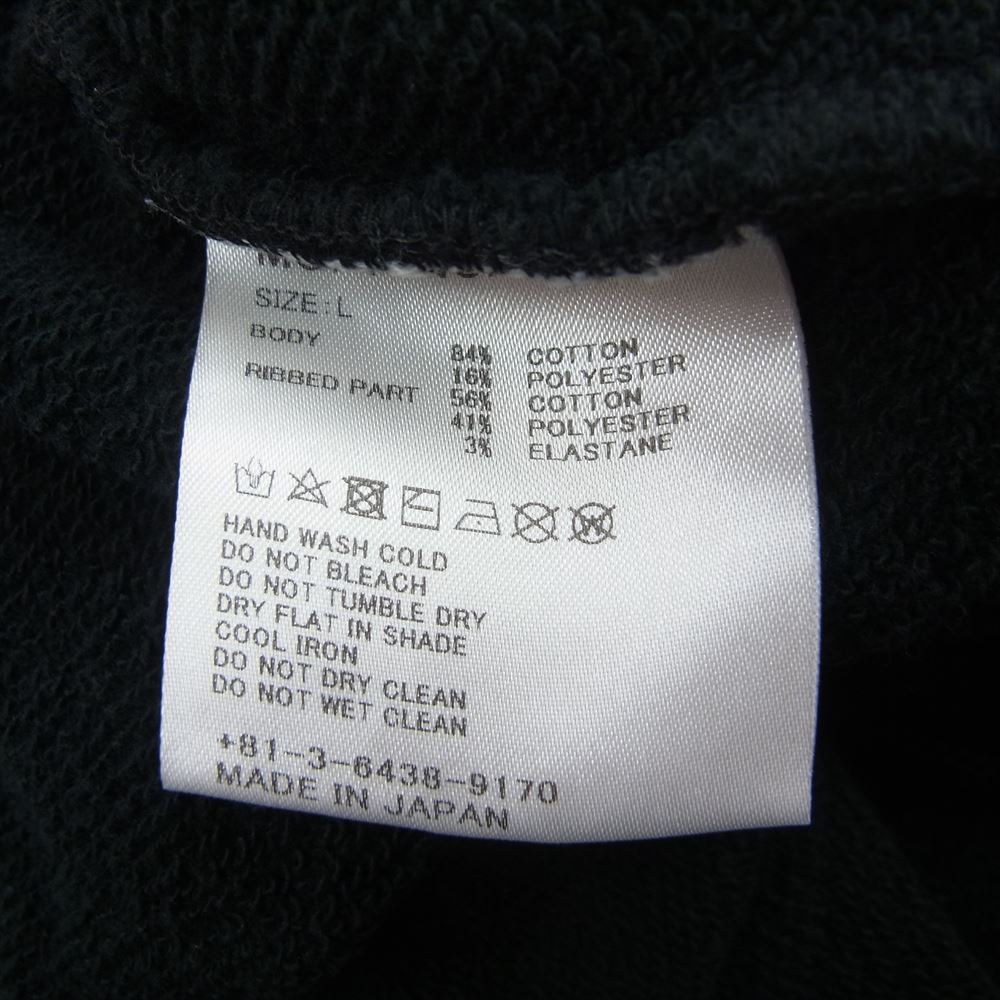 SIZE:L
BODY 84% COTTON
16% POLYESTER
RIBBED PART 56% COTTON
41% POLYESTER
3% ELASTANE
HAND WASH COLD
DO NOT BLEACH
DO NOT TUMBLE DRY
DRY FLAT IN SHADE
COOL IRON
DO NOT DRY CLEAN
DO NOT WET CLEAN
+81-3-6438-9170
MADE IN JAPAN